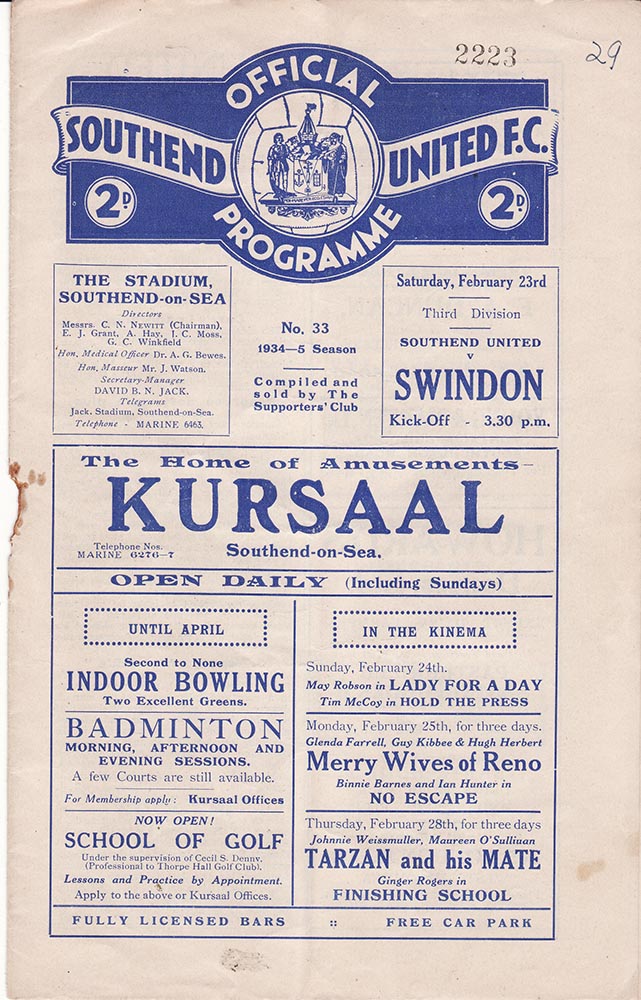 2223
29
OFFICIAL
SOUTHEND UNITED F.C.
2D 2D
PROGRAMME
THE STADIUM,
SOUTHEND-on-SEA
Directors
Messrs. C. N. NEWITT (Chairman),
E. J. Grant, A. Hay, J. C. Moss,
G. C. Winkfield
Hon. Medical Officer Dr. A. G. Bewes.
Hon. Masseur Mr. J. Watson.
Secretary-Manager
DAVID B. N. JACK.
Telegrams
Jack, Stadium, Southend-on-Sea.
Telephone - MARINE 6463.
No. 33
1934-5 Season
Compiled and
sold by The
Supporters' Club
Saturday, February 23rd
Third Division
SOUTHEND UNITED
v
SWINDON
Kick-Off - 3.30 p.m.
The Home of Amusements-
KURSAAL
Telephone Nos.
MARINE 6276-7
Southend-on-Sea.
OPEN DAILY (Including Sundays)
UNTIL APRIL
Second to None
INDOOR BOWLING
Two Excellent Greens.
BADMINTON
MORNING, AFTERNOON AND
EVENING SESSIONS.
A few Courts are still available.
For Membership apply: Kursaal Offices
NOW OPEN!
SCHOOL OF GOLF
Under the supervision of Cecil S. Denny.
(Professional to Thorpe Hall Golf Club).
Lessons and Practice by Appointment.
Apply to the above or Kursaal Offices.
IN THE KINEMA
Sunday, February 24th.
May Robson in LADY FOR A DAY
Tim McCoy in HOLD THE PRESS
Monday, February 25th, for three days.
Glenda Farrell, Guy Kibbee & Hugh Herbert
Merry Wives of Reno
Binnie Barnes and Ian Hunter in
NO ESCAPE
Thursday, February 28th, for three days
Johnnie Weissmuller, Maureen O'Sullivan
TARZAN and his MATE
Ginger Rogers in
FINISHING SCHOOL
FULLY LICENSED BARS :: FREE CAR PARK